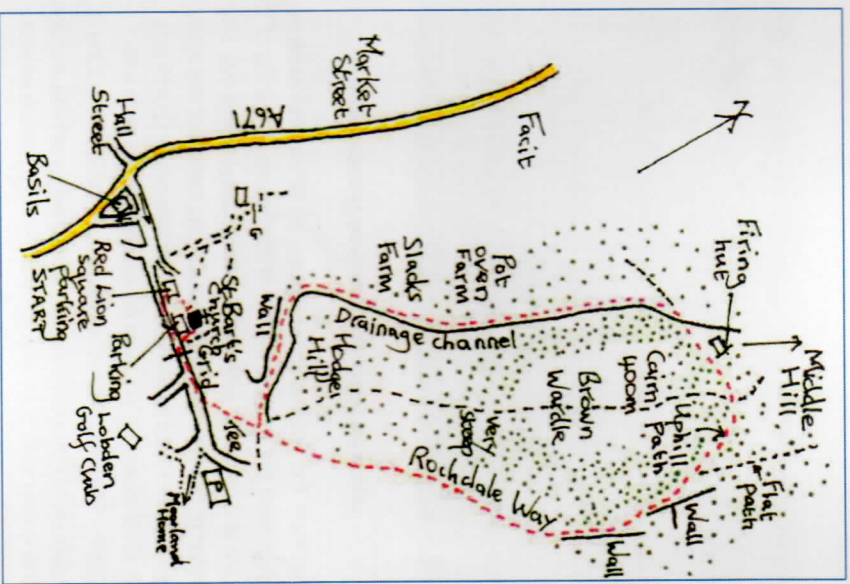 Market
Street
A671
Facit
Hall
Street
Basils
Red Lion
Square
parking
START
Parking
St. Bart's
Church
Grid
G
Lobden
Golf Club
Tee
P
Moorland
Home
Wall
Hodge
Hill
Slacks
Farm
Pot
oven
Farm
Drainage channel
Firing
hut
Middle
Hill
Cairn
400m
Brown
Wardle
Uphill
Path
Very
steep
Rochdale Way
Flat
path
Wall
Wall